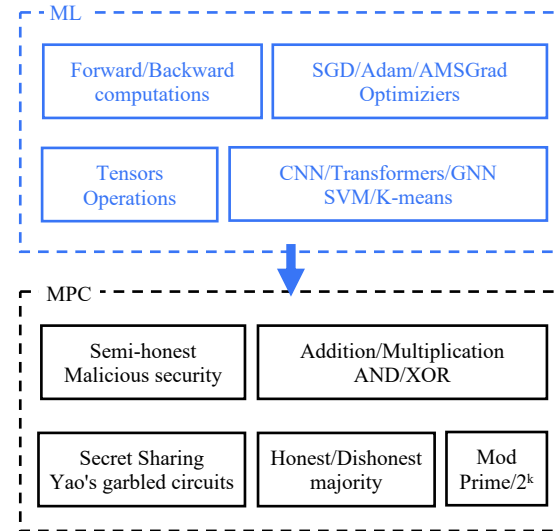 ML
Forward/Backward
computations
SGD/Adam/AMSGrad
Optimiziers
Tensors
Operations
CNN/Transformers/GNN
SVM/K-means
MPC
Semi-honest
Malicious security
Addition/Multiplication
AND/XOR
Secret Sharing
Yao's garbled circuits
Honest/Dishonest
majority
Mod
Prime/2ᵏ